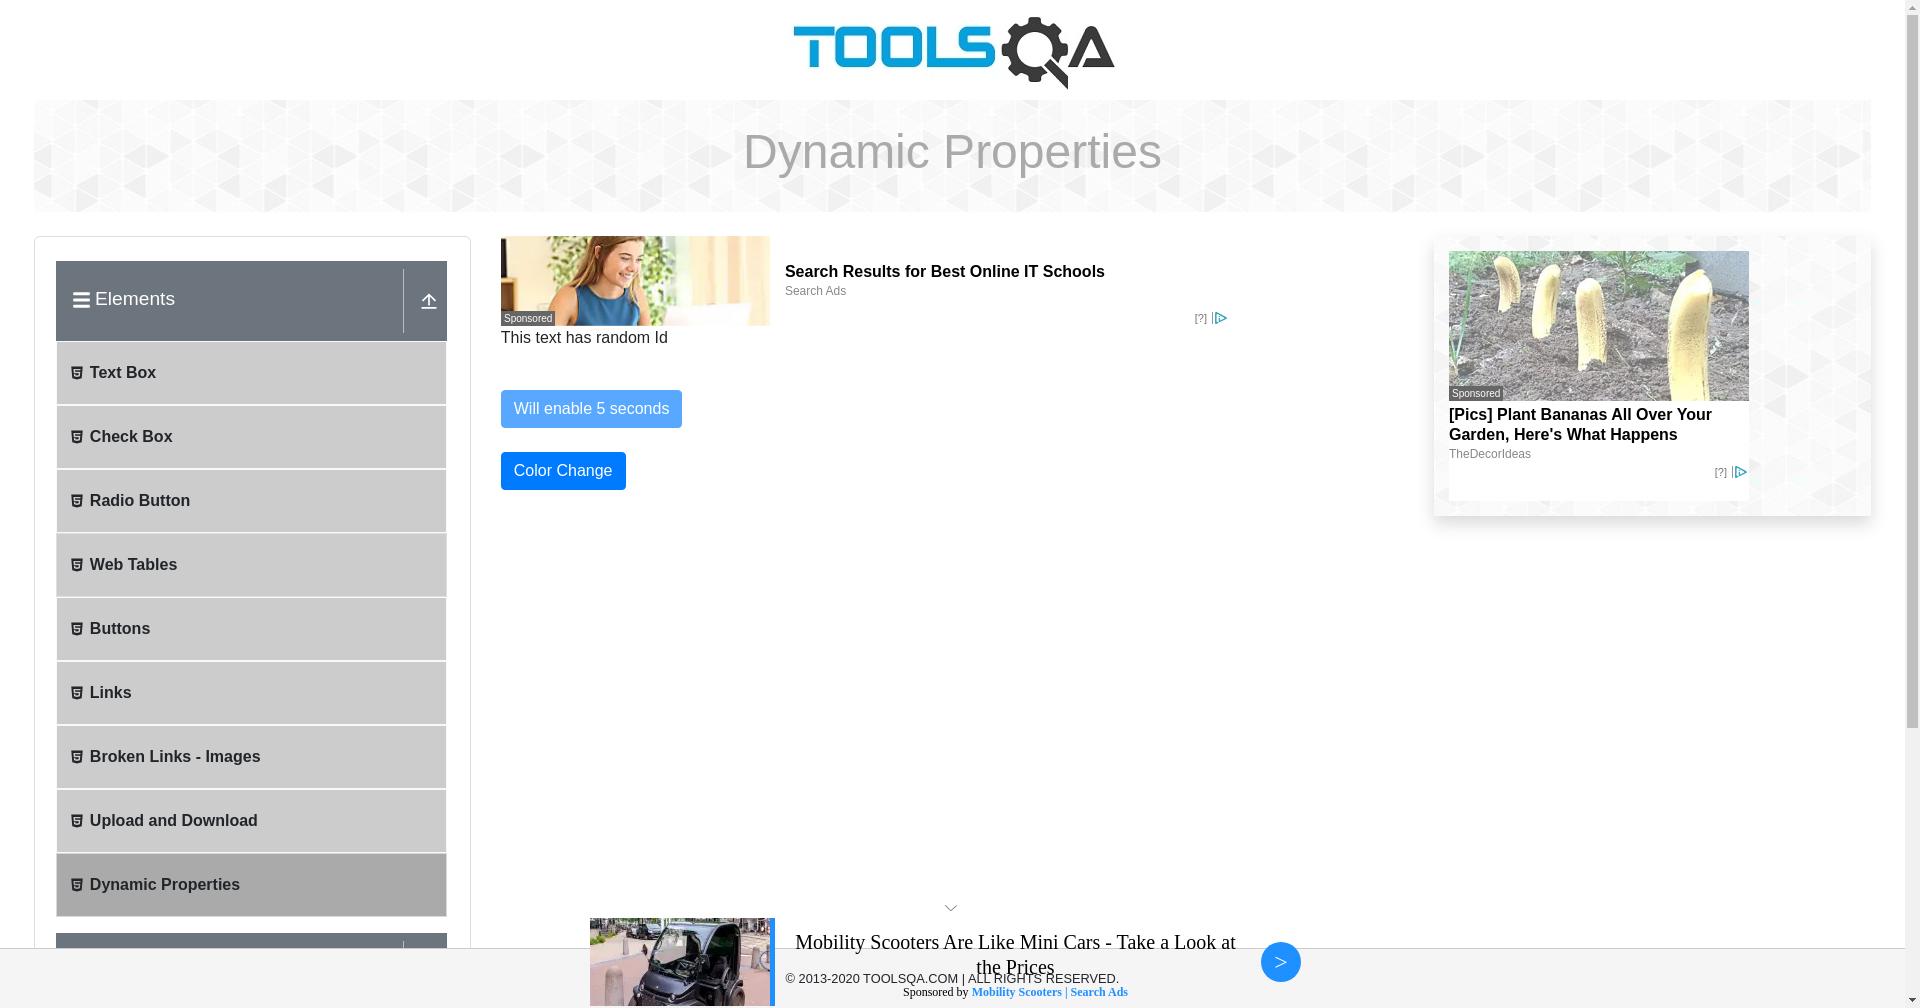 TOOLSQA
Dynamic Properties
Elements
Text Box
Check Box
Radio Button
Web Tables
Buttons
Links
Broken Links - Images
Upload and Download
Dynamic Properties
Sponsored
Search Results for Best Online IT Schools
Search Ads
[?]
This text has random Id
Will enable 5 seconds
Color Change
Sponsored
[Pics] Plant Bananas All Over Your
Garden, Here's What Happens
TheDecorIdeas
[?]
Mobility Scooters Are Like Mini Cars - Take a Look at
the Prices
>
© 2013-2020 TOOLSQA.COM | ALL RIGHTS RESERVED.
Sponsored by Mobility Scooters | Search Ads